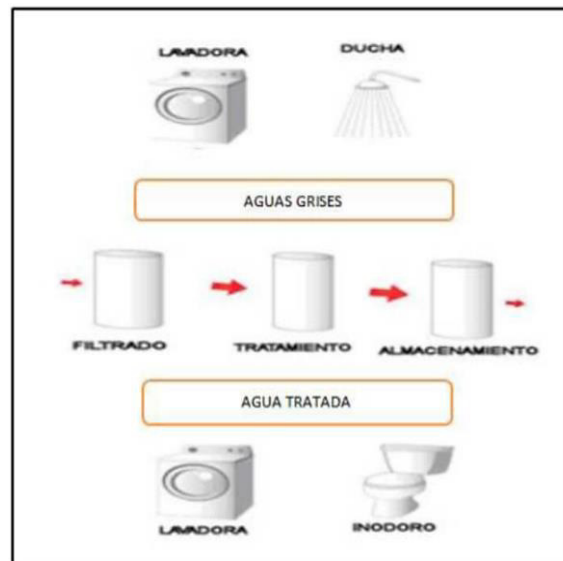 LAVADORA
DUCHA
AGUAS GRISES
FILTRADO
TRATAMIENTO
ALMACENAMIENTO
AGUA TRATADA
LAVADORA
INODORO